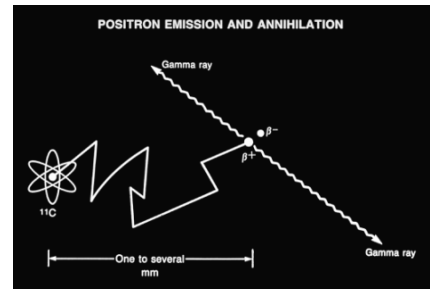 POSITRON EMISSION AND ANNIHILATION
Gamma ray
β−
β+
¹¹C
One to several
mm
Gamma ray